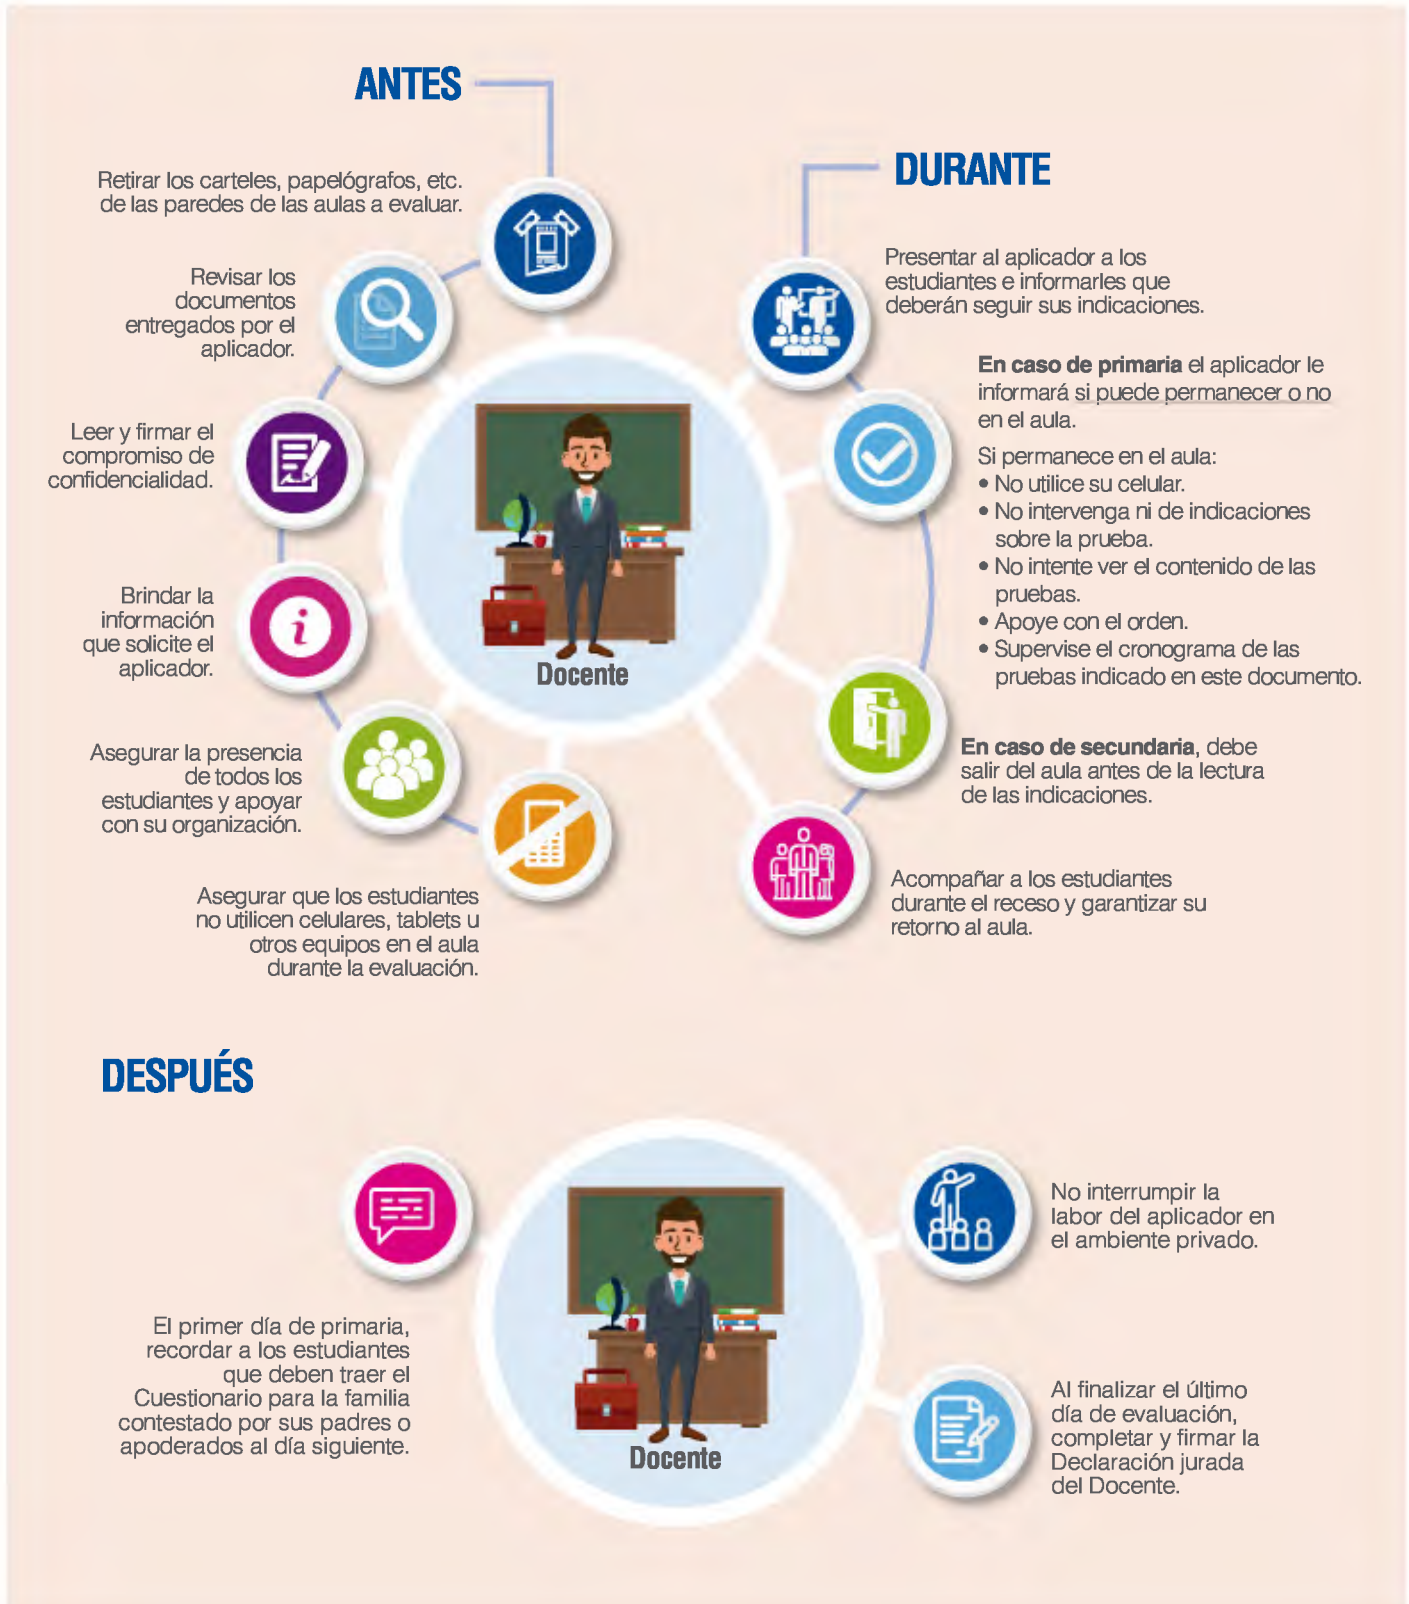 ANTES
Retirar los carteles, papelógrafos, etc.
de las paredes de las aulas a evaluar.
Revisar los
documentos
entregados por el
aplicador.
Leer y firmar el
compromiso de
confidencialidad.
Brindar la
información
que solicite el
aplicador.
Asegurar la presencia
de todos los
estudiantes y apoyar
con su organización.
Asegurar que los estudiantes
no utilicen celulares, tablets u
otros equipos en el aula
durante la evaluación.
Docente
DURANTE
Presentar al aplicador a los
estudiantes e informarles que
deberán seguir sus indicaciones.
En caso de primaria el aplicador le
informará si puede permanecer o no
en el aula.
Si permanece en el aula:
• No utilice su celular.
• No intervenga ni de indicaciones
sobre la prueba.
• No intente ver el contenido de las
pruebas.
• Apoye con el orden.
• Supervise el cronograma de las
pruebas indicado en este documento.
En caso de secundaria, debe
salir del aula antes de la lectura
de las indicaciones.
Acompañar a los estudiantes
durante el receso y garantizar su
retorno al aula.
DESPUÉS
El primer día de primaria,
recordar a los estudiantes
que deben traer el
Cuestionario para la familia
contestado por sus padres o
apoderados al día siguiente.
Docente
No interrumpir la
labor del aplicador en
el ambiente privado.
Al finalizar el último
día de evaluación,
completar y firmar la
Declaración jurada
del Docente.